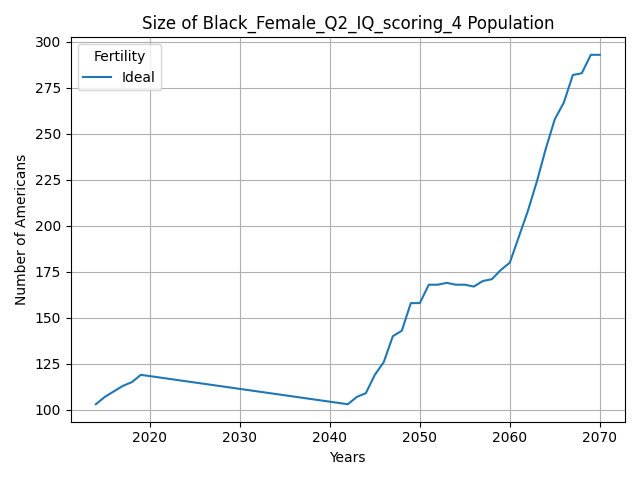 Size of Black_Female_Q2_IQ_scoring_4 Population
Fertility
Ideal
Number of Americans
300
275
250
225
200
175
150
125
100
2020 2030 2040 2050 2060 2070
Years